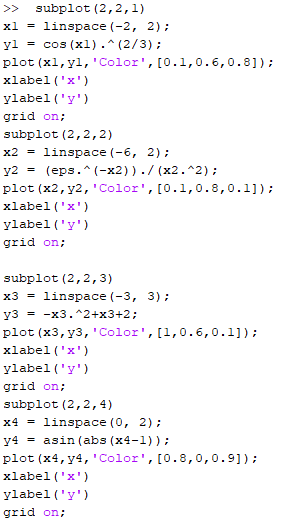 >>  subplot(2,2,1)
x1 = linspace(-2, 2);
y1 = cos(x1).^(2/3);
plot(x1,y1,'Color',[0.1,0.6,0.8]);
xlabel('x')
ylabel('y')
grid on;
subplot(2,2,2)
x2 = linspace(-6, 2);
y2 = (eps.^(-x2))./(x2.^2);
plot(x2,y2,'Color',[0.1,0.8,0.1]);
xlabel('x')
ylabel('y')
grid on;
subplot(2,2,3)
x3 = linspace(-3, 3);
y3 = -x3.^2+x3+2;
plot(x3,y3,'Color',[1,0.6,0.1]);
xlabel('x')
ylabel('y')
grid on;
subplot(2,2,4)
x4 = linspace(0, 2);
y4 = asin(abs(x4-1));
plot(x4,y4,'Color',[0.8,0,0.9]);
xlabel('x')
ylabel('y')
grid on;